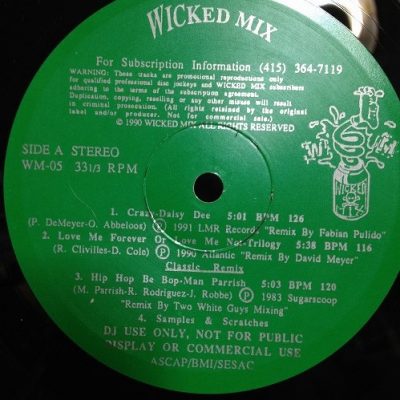 WICKED MIX
For Subscription Information (415) 364-7119
WARNING: These tracks are promotional reproductions only
for qualified professional disc jockeys and WICKED MIX subscribers
adhering to the terms of the subscription agreement.
Duplication, copying, reselling or any other misuse will result
in criminal prosecution. (All rights retained by the original
label and/or producer. Not for commercial sale.)
© 1990 WICKED MIX ALL RIGHTS RESERVED
SIDE A STEREO
WM-05 331/3 RPM
WICKED
MIX
1. Crazy-Daisy Dee 5:01 BPM 126
(P. DeMeyer-O. Abbeloos) Ⓟ 1991 LMR Records "Remix By Fabian Pulido"
2. Love Me Forever Or Love Me Not-Trilogy 5:38 BPM 116
(R. Clivilles-D. Cole) Ⓟ 1990 Atlantic "Remix By David Meyer"
Classic Remix
3. Hip Hop Be Bop-Man Parrish 5:03 BPM 120
(M. Parrish-R. Rodriguez-J. Robbe) Ⓟ 1983 Sugarscoop
"Remix By Two White Guys Mixing"
4. Samples & Scratches
DJ USE ONLY, NOT FOR PUBLIC
DISPLAY OR COMMERCIAL USE
ASCAP/BMI/SESAC